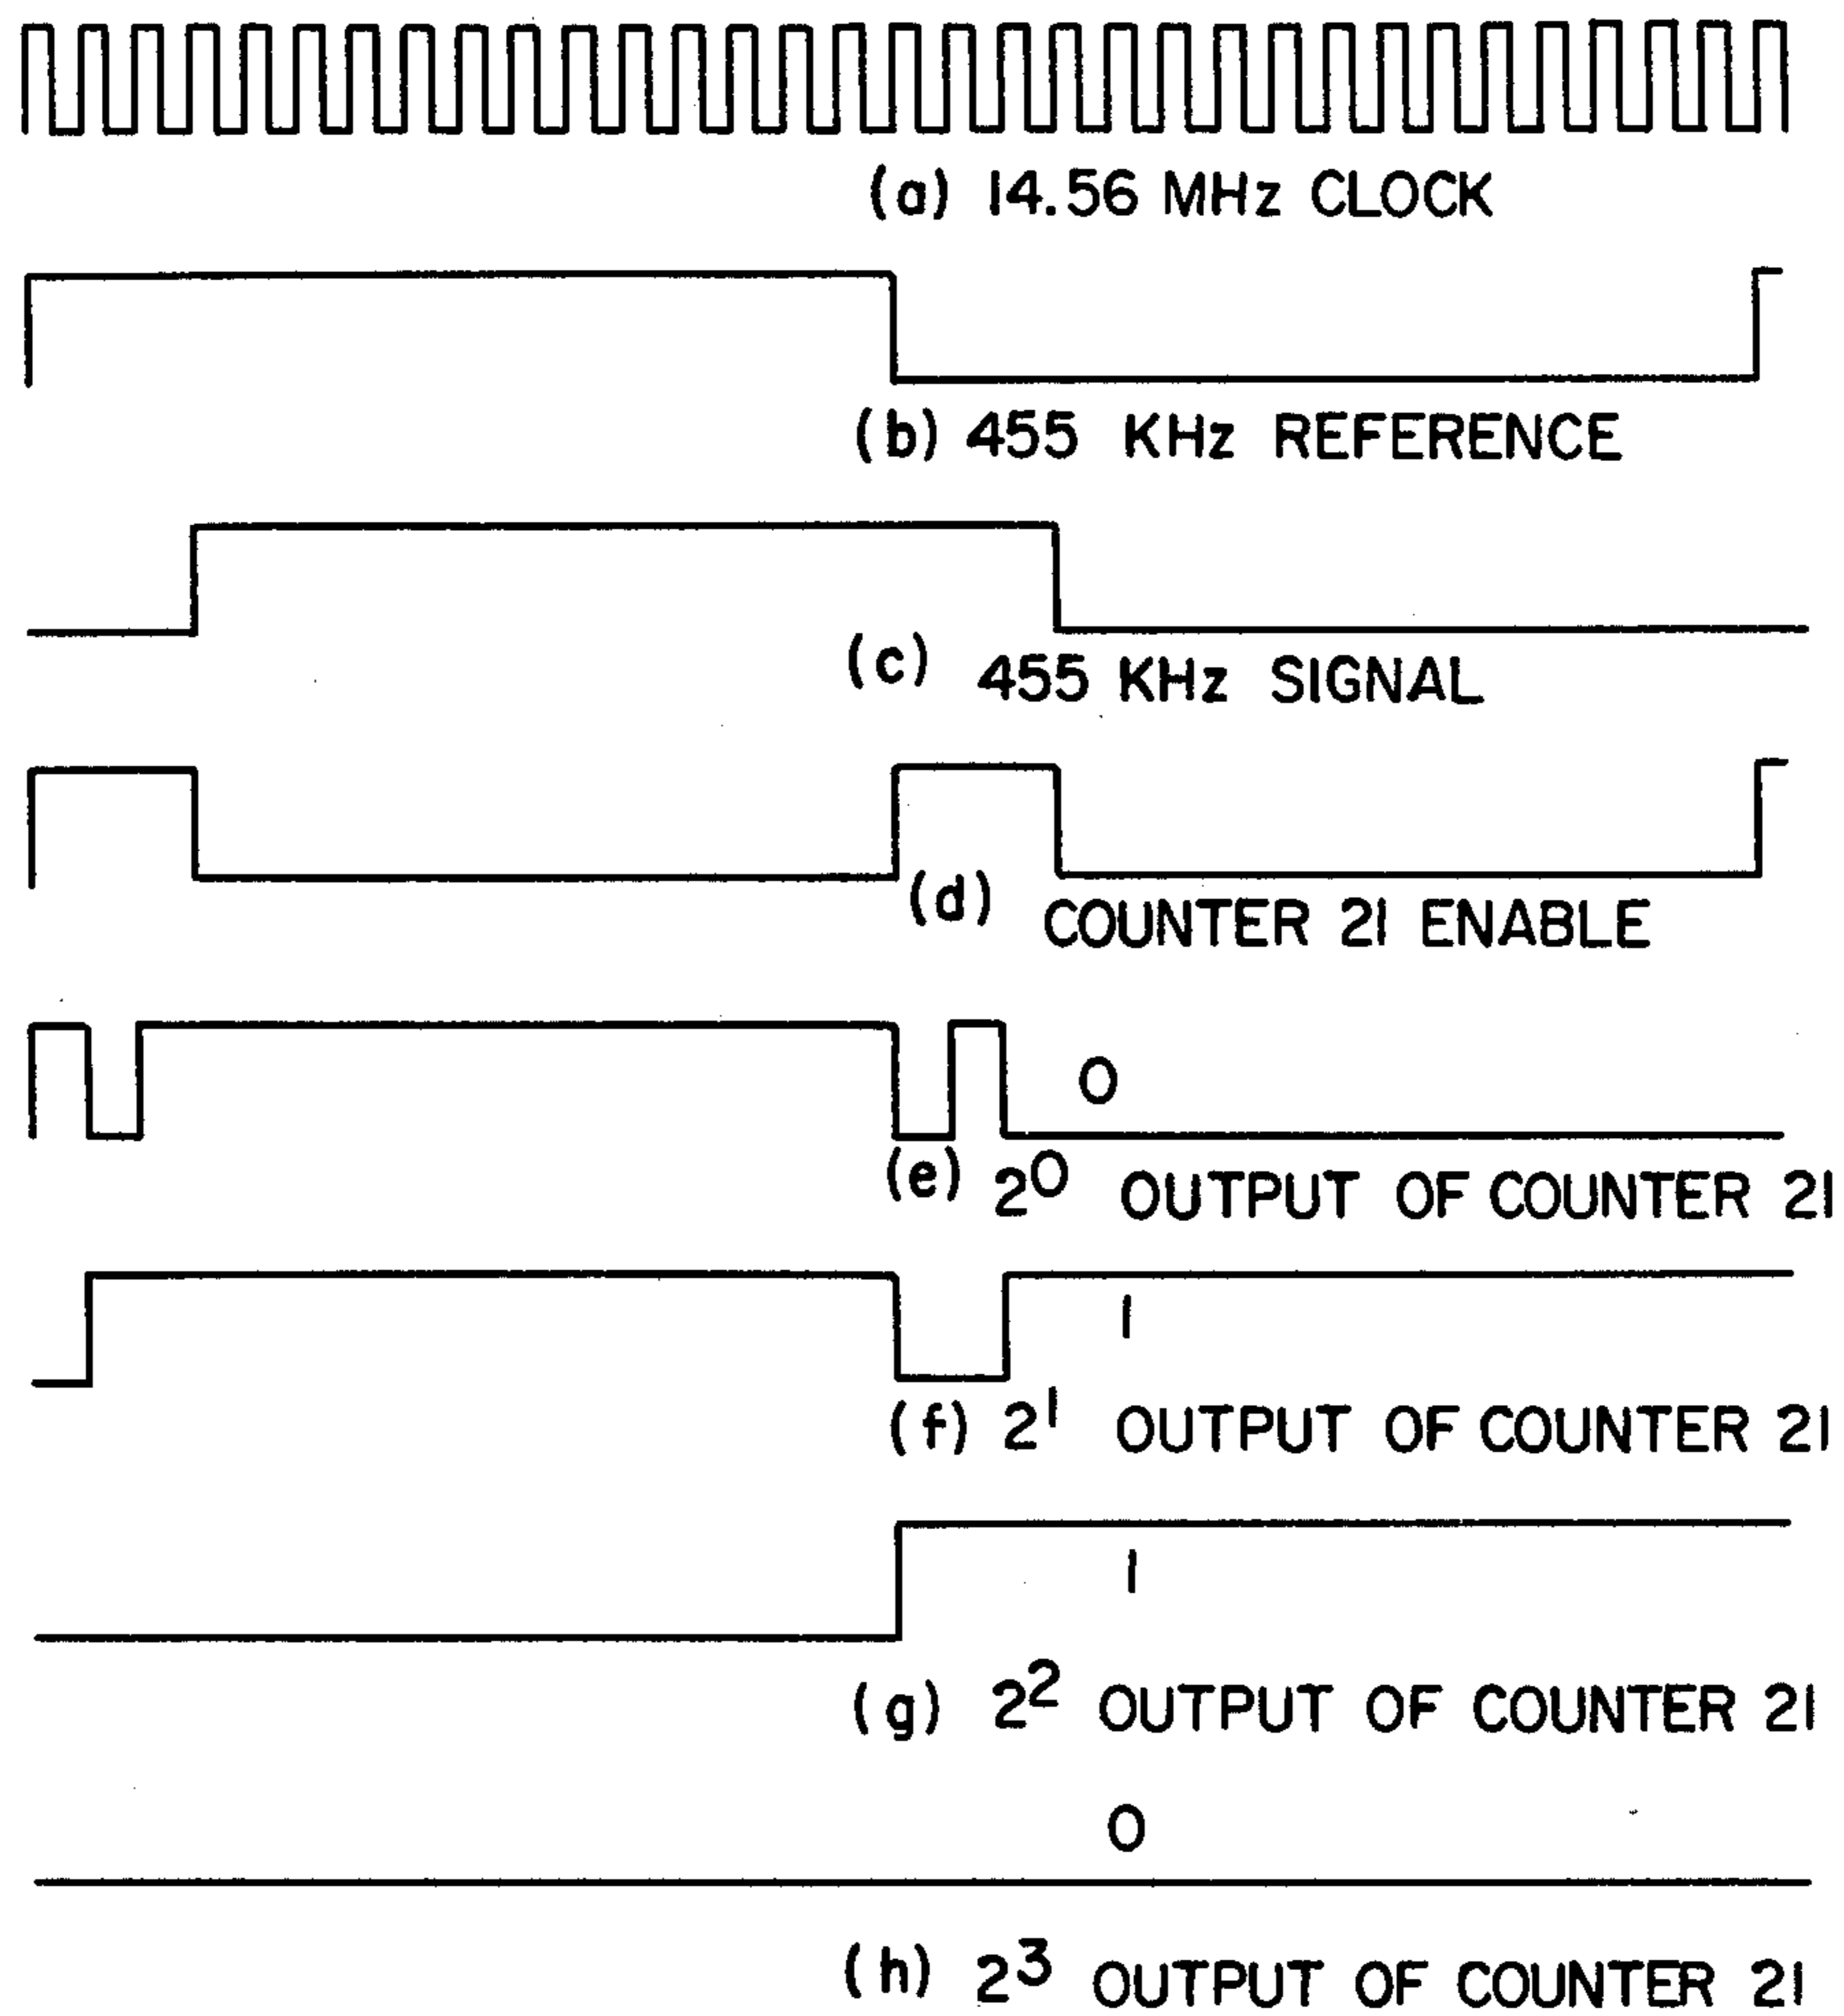 (a) 14.56 MHz CLOCK
(b) 455 KHz REFERENCE
(c) 455 KHz SIGNAL
(d) COUNTER 21 ENABLE
0
(e) 2⁰ OUTPUT OF COUNTER 21
1
(f) 2¹ OUTPUT OF COUNTER 21
1
(g) 2² OUTPUT OF COUNTER 21
0
(h) 2³ OUTPUT OF COUNTER 21